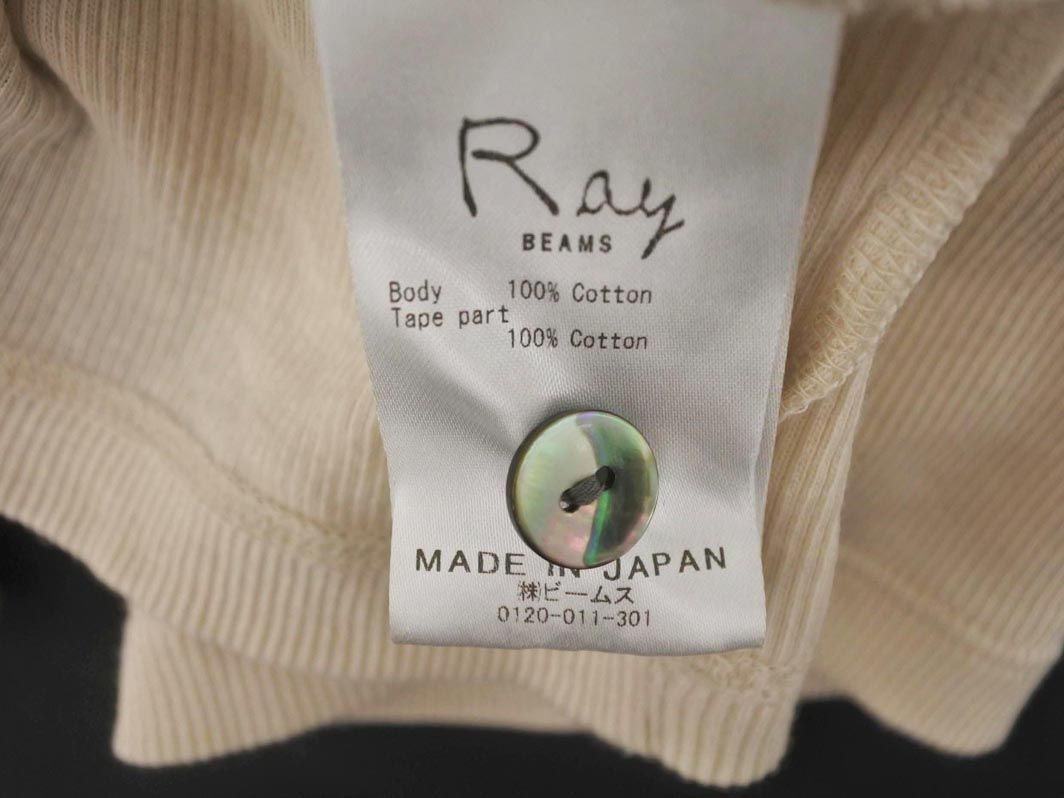 Ray
BEAMS
Body 100% Cotton
Tape part
100% Cotton
MADE IN JAPAN
㈱ビームス
0120-011-301